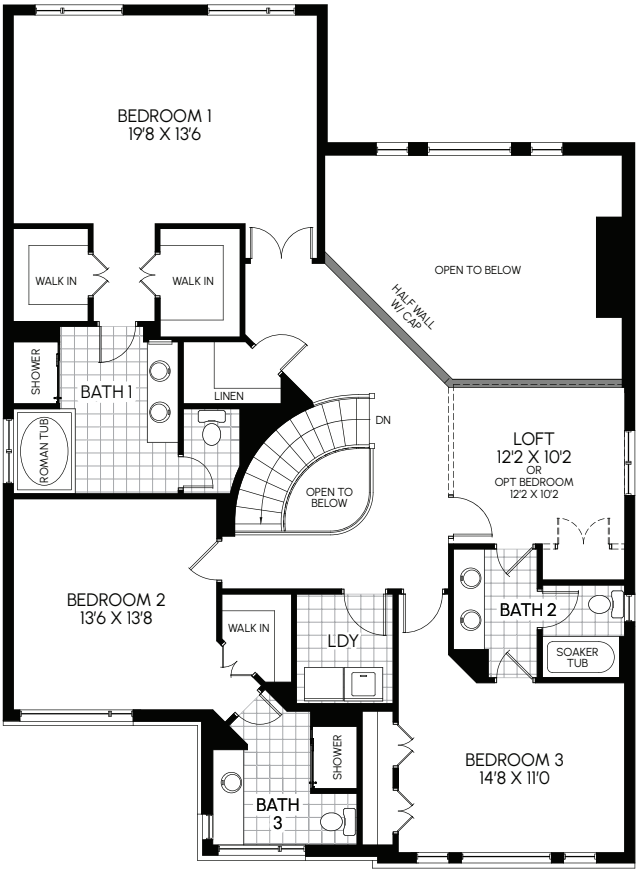 BEDROOM 1
19'8 X 13'6
WALK IN
WALK IN
OPEN TO BELOW
HALF WALL
W/ CAP
SHOWER
BATH 1
LINEN
ROMAN TUB
DN
OPEN TO
BELOW
LOFT
12'2 X 10'2
OR
OPT BEDROOM
12'2 X 10'2
BEDROOM 2
13'6 X 13'8
WALK IN
LDY
BATH 2
SOAKER
TUB
SHOWER
BATH
3
BEDROOM 3
14'8 X 11'0